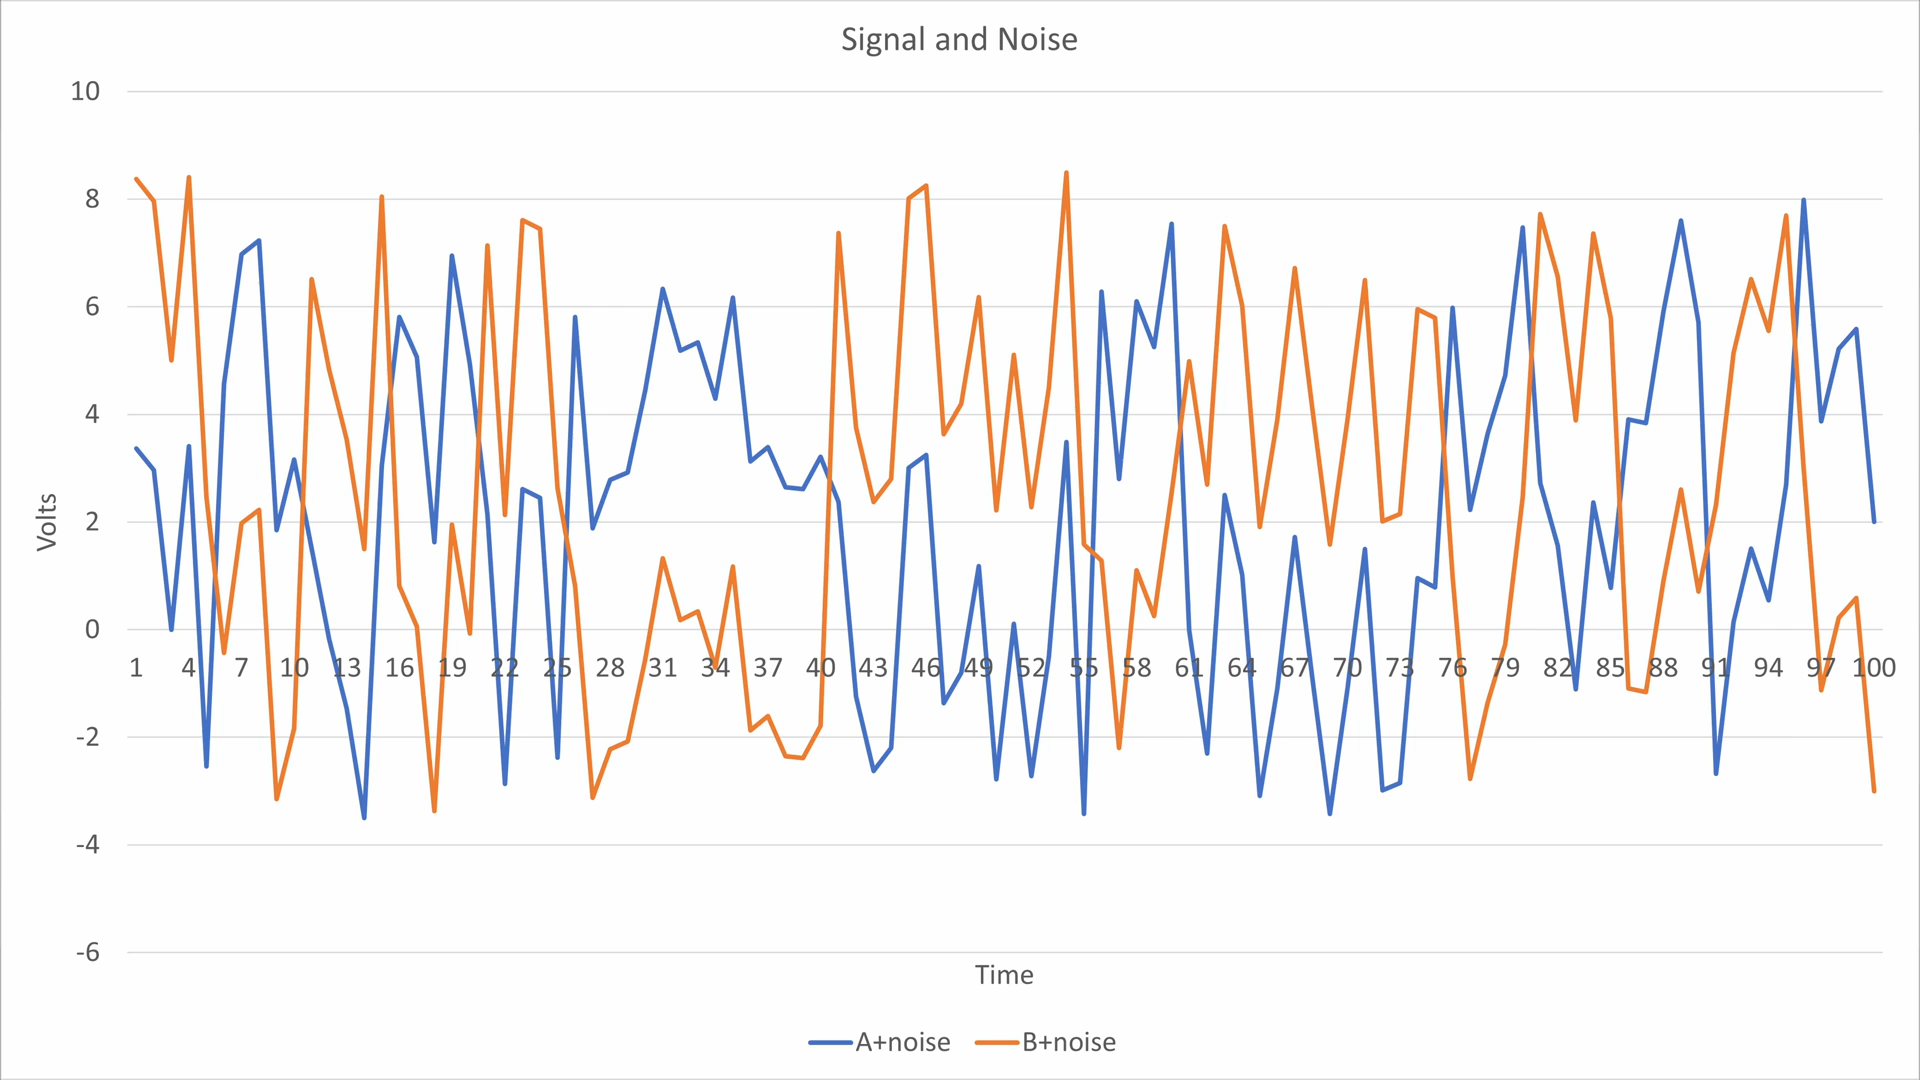 Signal and Noise
10
8
6
4
2
0
-2
-4
-6
Volts
1 4 7 10 13 16 19 22 25 28 31 34 37 40 43 46 49 52 55 58 61 64 67 70 73 76 79 82 85 88 91 94 97 100
Time
A+noise B+noise